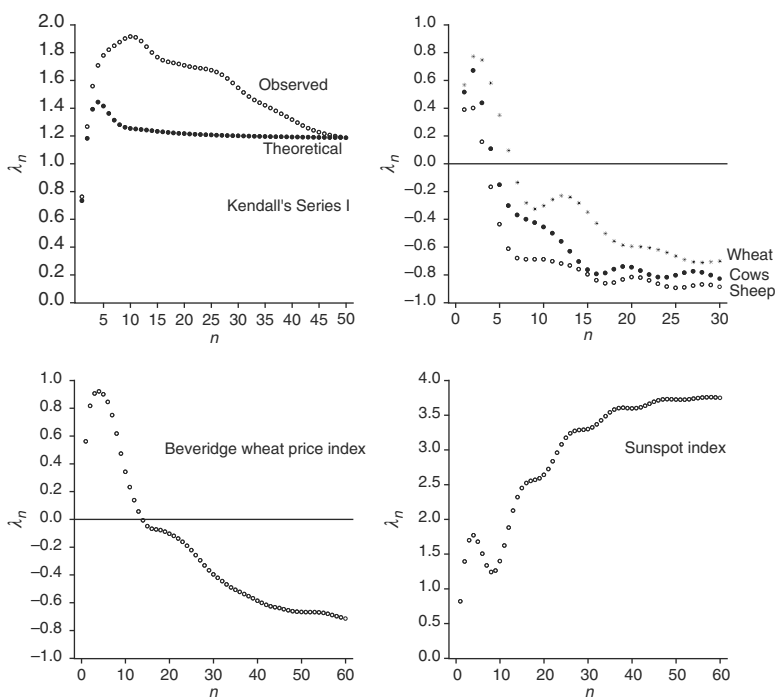 2.0
1.8
1.6
1.4
1.2
1.0
0.8
0.6
0.4
0.2
0.0
λn
Observed
Theoretical
Kendall's Series I
5 10 15 20 25 30 35 40 45 50
n
1.0
0.8
0.6
0.4
0.2
0.0
−0.2
−0.4
−0.6
−0.8
−1.0
λn
Wheat
Cows
Sheep
0 5 10 15 20 25 30
n
1.0
0.8
0.6
0.4
0.2
0.0
−0.2
−0.4
−0.6
−0.8
−1.0
λn
Beveridge wheat price index
0 10 20 30 40 50 60
n
4.0
3.5
3.0
2.5
2.0
1.5
1.0
0.5
0.0
λn
Sunspot index
0 10 20 30 40 50 60
n